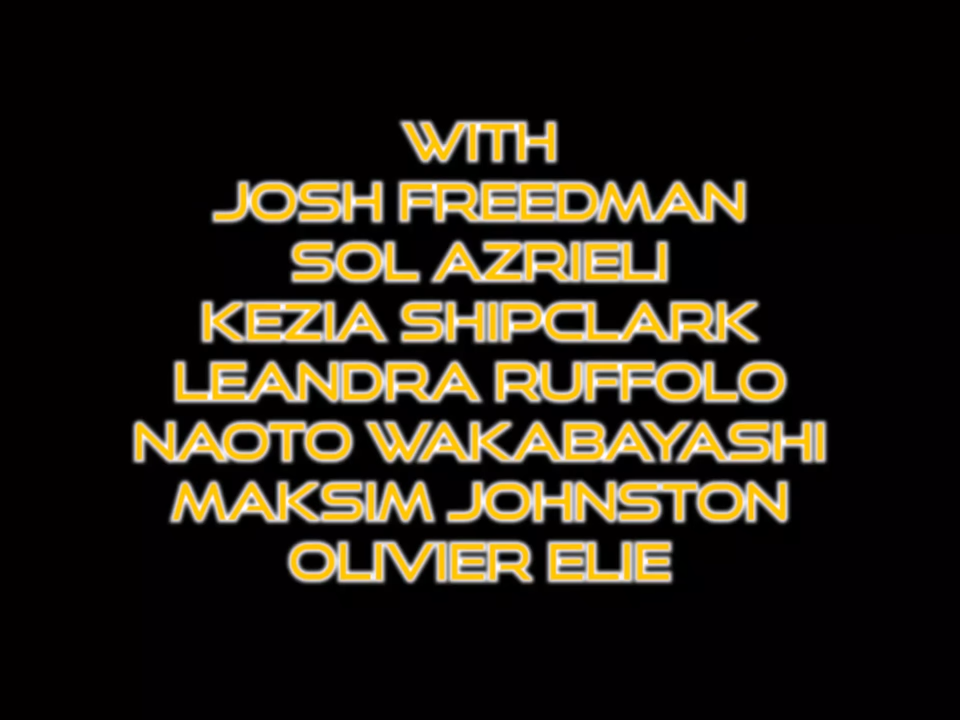 WITH
JOSH FREEDMAN
SOL AZRIELI
KEZIA SHIPCLARK
LEANDRA RUFFOLO
NAOTO WAKABAYASHI
MAKSIM JOHNSTON
OLIVIER ELIE